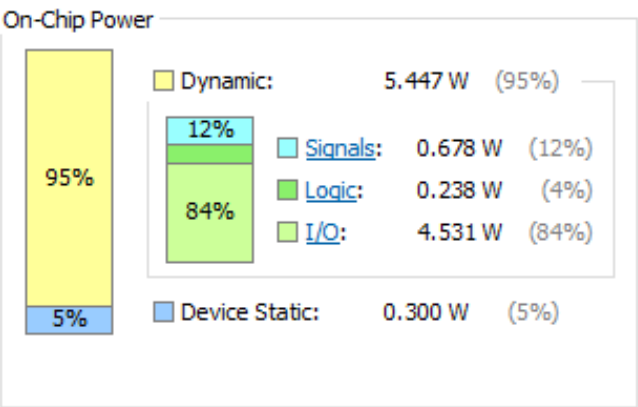 On-Chip Power
Dynamic: 5.447 W (95%)
12%
Signals: 0.678 W (12%)
95%
Logic: 0.238 W (4%)
84%
I/O: 4.531 W (84%)
5%
Device Static: 0.300 W (5%)